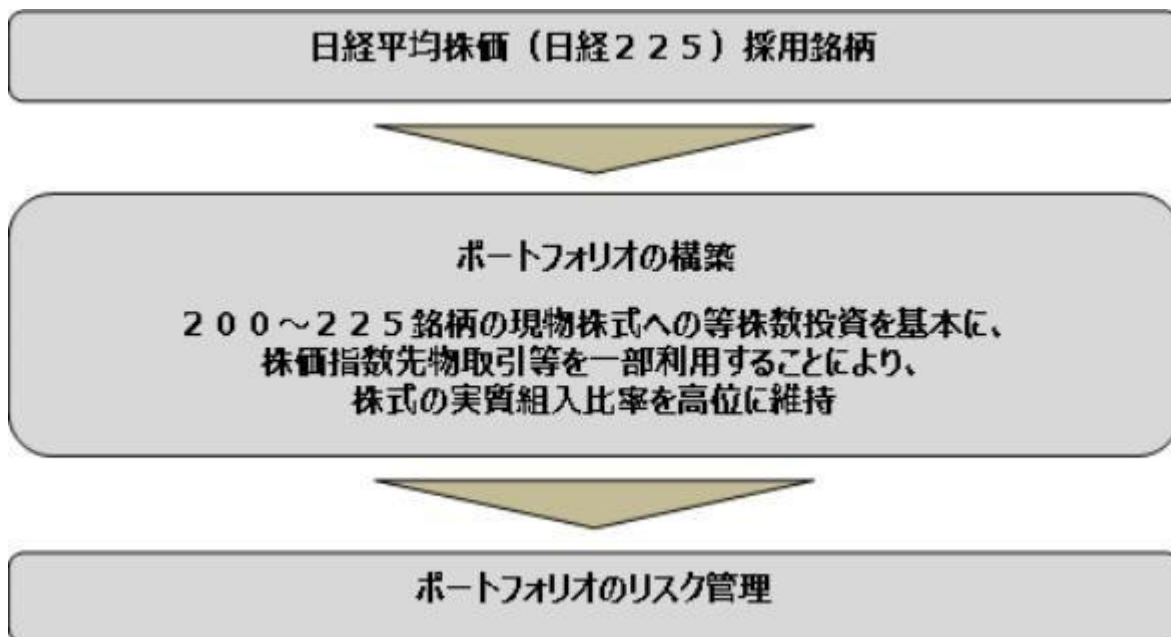 日経平均株価（日経２２５）採用銘柄
ポートフォリオの構築
２００～２２５銘柄の現物株式への等株数投資を基本に、
株価指数先物取引等を一部利用することにより、
株式の実質組入比率を高位に維持
ポートフォリオのリスク管理